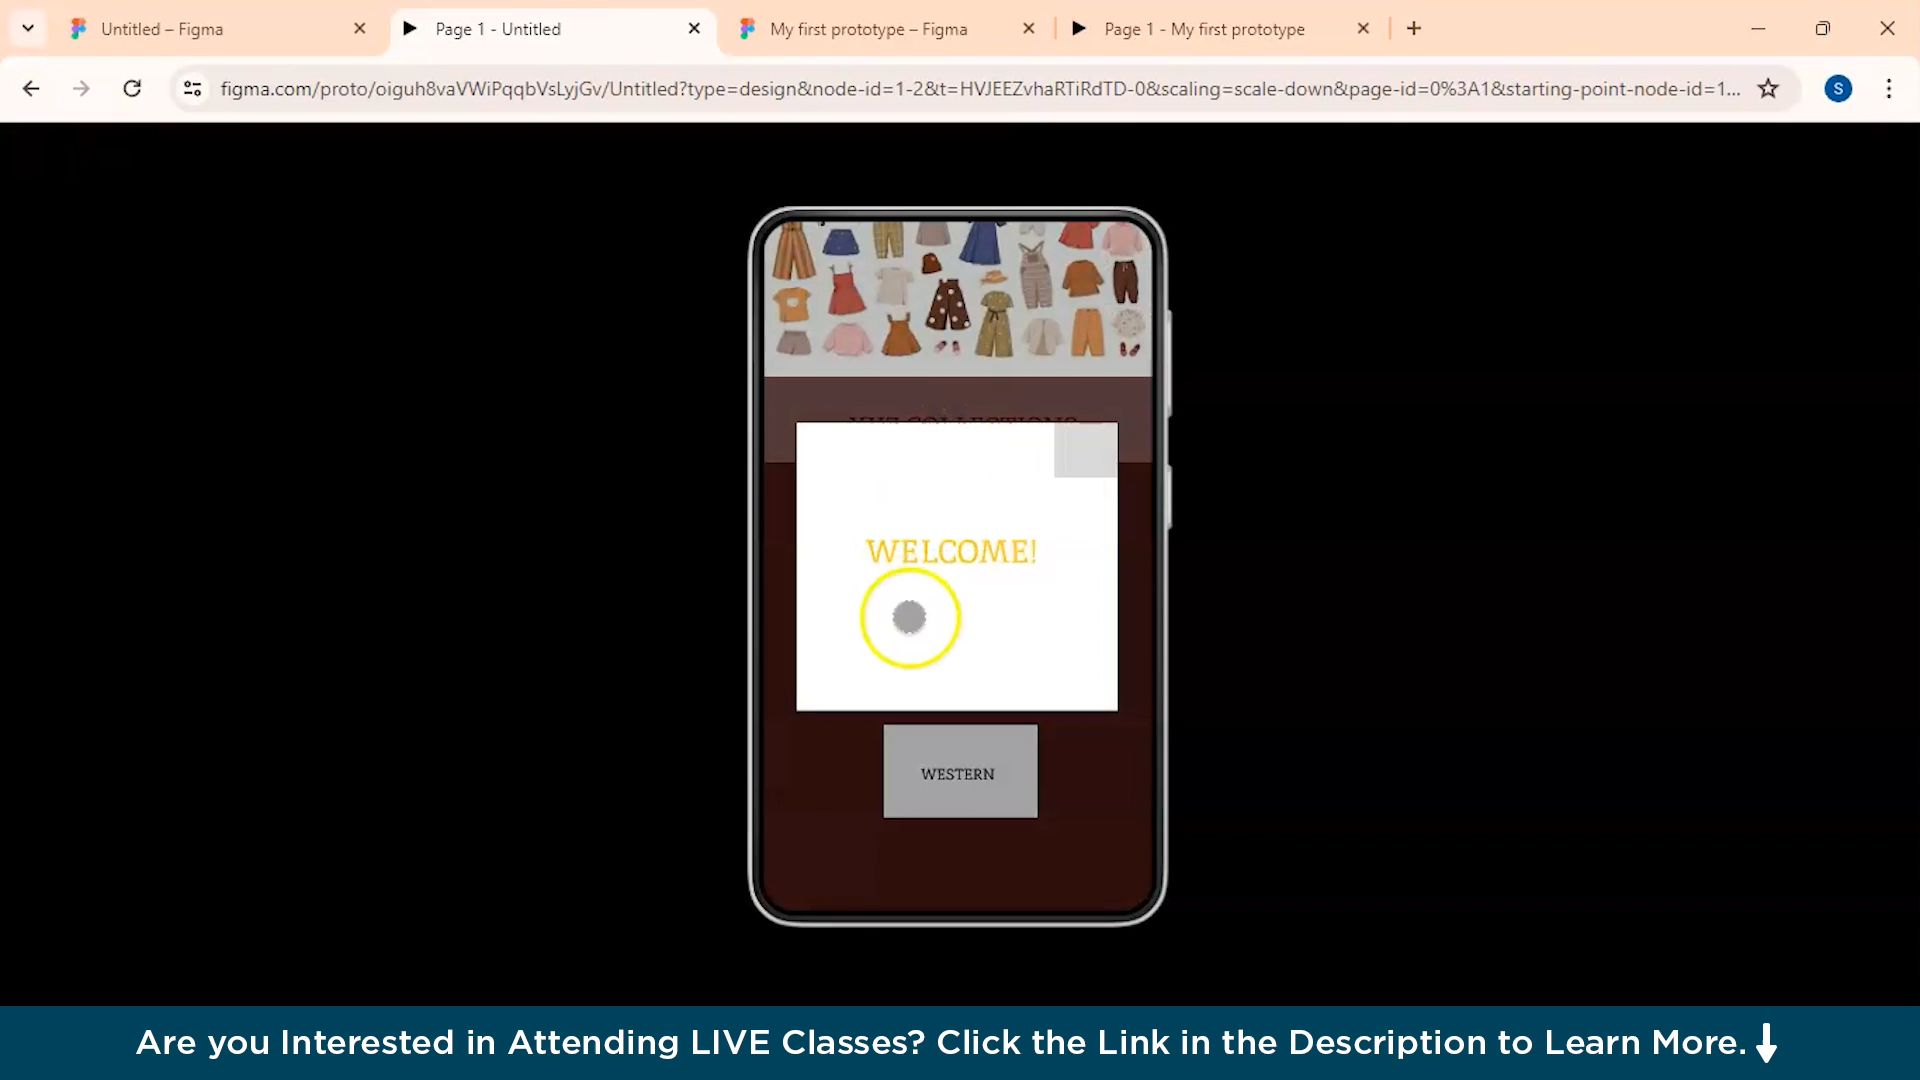 Untitled – Figma
Page 1 - Untitled
My first prototype – Figma
Page 1 - My first prototype
figma.com/proto/oiguh8vaVWiPqqbVsLyjGv/Untitled?type=design&node-id=1-2&t=HVJEEZvhaRTiRdTD-0&scaling=scale-down&page-id=0%3A1&starting-point-node-id=1...
S
COLLECTIONS
WELCOME!
WESTERN
Are you Interested in Attending LIVE Classes? Click the Link in the Description to Learn More.